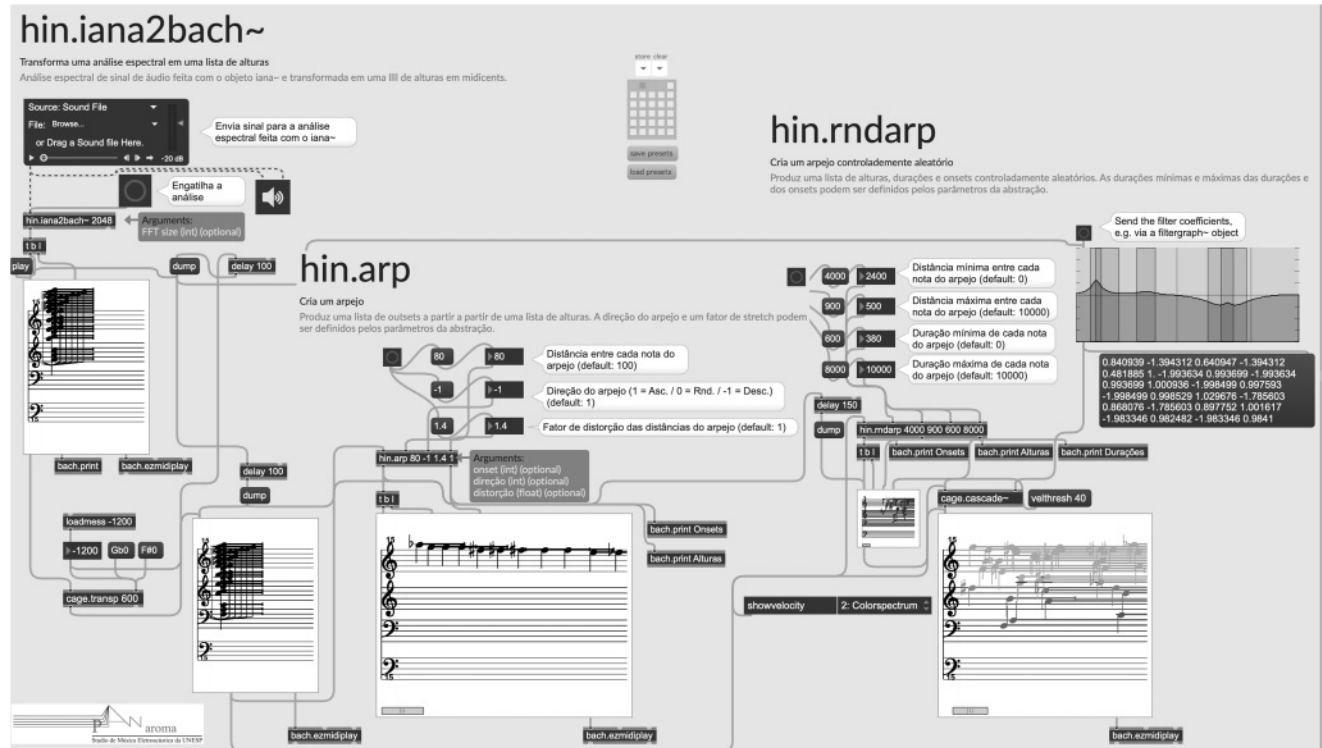 hin.iana2bach~
Transforma uma análise espectral em uma lista de alturas
Análise espectral de sinal de áudio feita com o objeto iana~ e transformada em uma llll de alturas em midicents.
Source: Sound File
File: Browse...
or Drag a Sound file Here.
-20 dB
Envia sinal para a análise
espectral feita com o iana~
Engatilha a
análise
hin.iana2bach~ 2048
Arguments:
FFT size (int) (optional)
t b l
play
dump
delay 100
bach.print
bach.ezmidiplay
delay 100
dump
loadmess -1200
-1200
Gb0
F#0
cage.transp 600
bach.ezmidiplay
store clear
save presets
load presets
hin.arp
Cria um arpejo
Produz uma lista de outsets a partir a partir de uma lista de alturas. A direção do arpejo e um fator de stretch podem
ser definidos pelos parâmetros da abstração.
80
80
Distância entre cada nota do
arpejo (default: 100)
-1
-1
Direção do arpejo (1 = Asc. / 0 = Rnd. / -1 = Desc.)
(default: 1)
1.4
1.4
Fator de distorção das distâncias do arpejo (default: 1)
hin.arp 80 -1 1.4 1
Arguments:
onset (int) (optional)
direção (int) (optional)
distorção (float) (optional)
t b l
bach.print Onsets
bach.print Alturas
bach.ezmidiplay
hin.rndarp
Cria um arpejo controlademente aleatório
Produz uma lista de alturas, durações e onsets controladamente aleatórios. As durações mínimas e máximas das durações e
dos onsets podem ser definidos pelos parâmetros da abstração.
Send the filter coefficients,
e.g. via a filtergraph~ object
4000
2400
Distância mínima entre cada
nota do arpejo (default: 0)
900
500
Distância máxima entre cada
nota do arpejo (default: 10000)
600
380
Duração mínima de cada nota
do arpejo (default: 0)
8000
10000
Duração máxima de cada nota
do arpejo (default: 10000)
0.840939 -1.394312 0.640947 -1.394312
0.481885 1. -1.993634 0.993699 -1.993634
0.993699 1.000936 -1.998499 0.997593
-1.998499 0.998529 1.029676 -1.785603
0.868076 -1.785603 0.897752 1.001617
-1.983346 0.982482 -1.983346 0.9841
delay 150
dump
hin.rndarp 4000 900 600 8000
t b l
bach.print Onsets
bach.print Alturas
bach.print Durações
cage.cascade~
velthresh 40
showvelocity
2: Colorspectrum
bach.ezmidiplay
PANaroma
Studio de Música Eletroacústica da UNESP